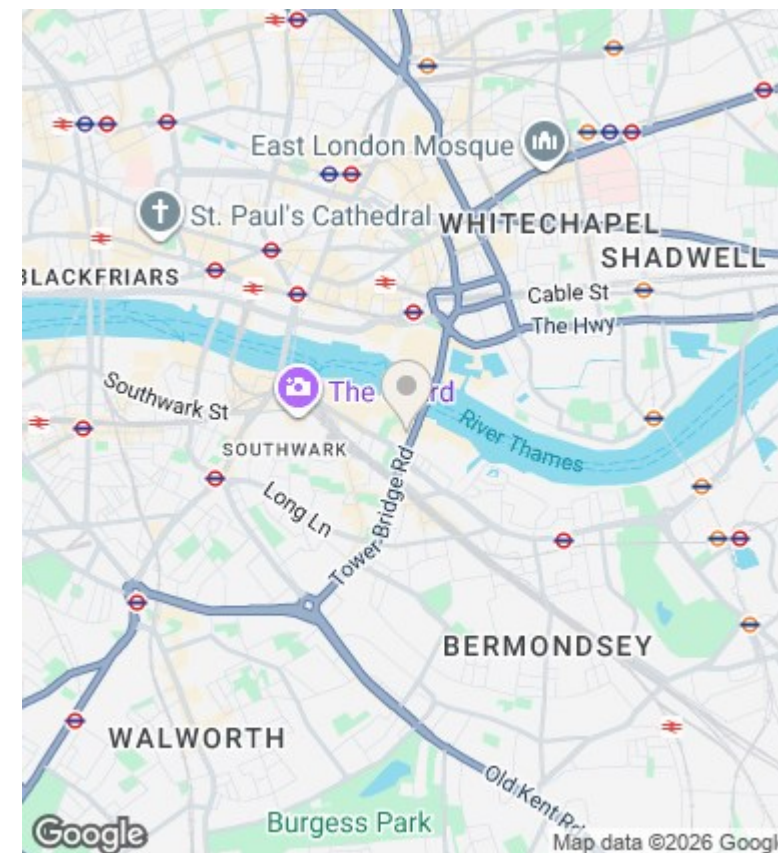 East London Mosque
St. Paul's Cathedral
WHITECHAPEL
SHADWELL
BLACKFRIARS
Cable St
The Hwy
The
Southwark St
River Thames
SOUTHWARK
Long Ln
Tower Bridge Rd
BERMONDSEY
WALWORTH
Old Kent Rd
Burgess Park
Google
Map data ©2026 Google